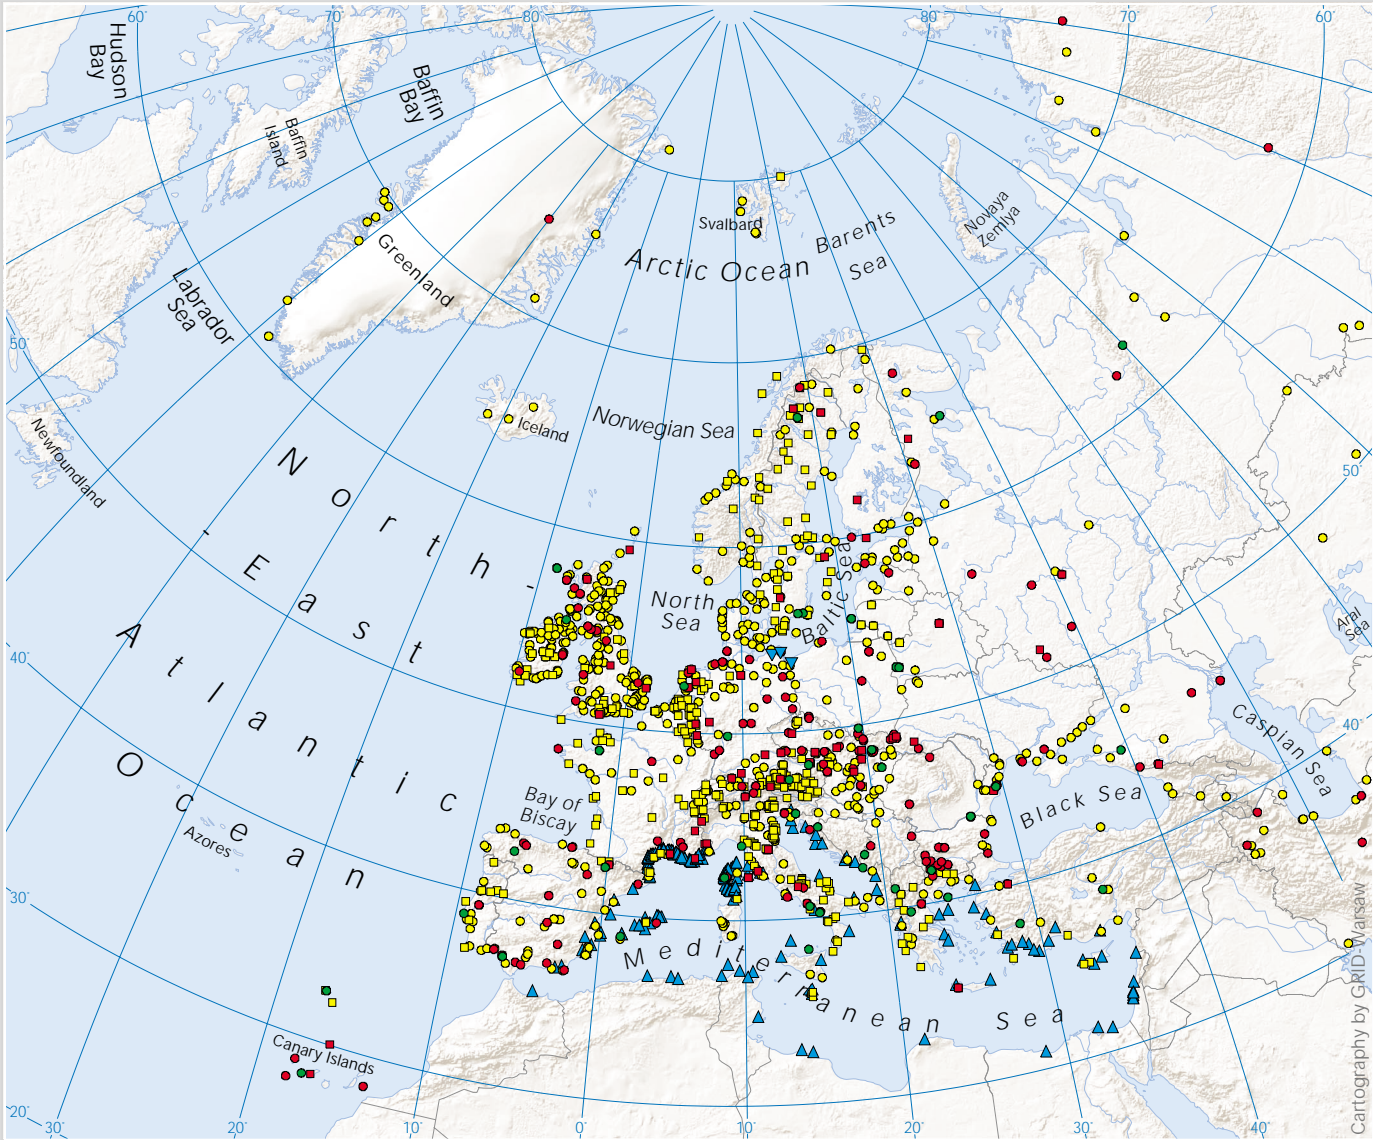 60° 70° 80° 80° 70° 60°
Hudson
Bay
Baffin
Bay
Baffin
Island
Svalbard
Novaya
Zemlya
Barents
Sea
Arctic Ocean
Greenland
Labrador
Sea
50°
Newfoundland
Iceland
Norwegian Sea
50°
North-
-East
Atlantic
Ocean
North
Sea
Baltic Sea
Aral
Sea
40°
Caspian Sea
40°
Bay of
Biscay
Black Sea
Azores
30°
Mediterranean Sea
Canary Islands
20°
30° 20° 10° 0° 10° 20° 30° 40°
Cartography by GRID-Warsaw